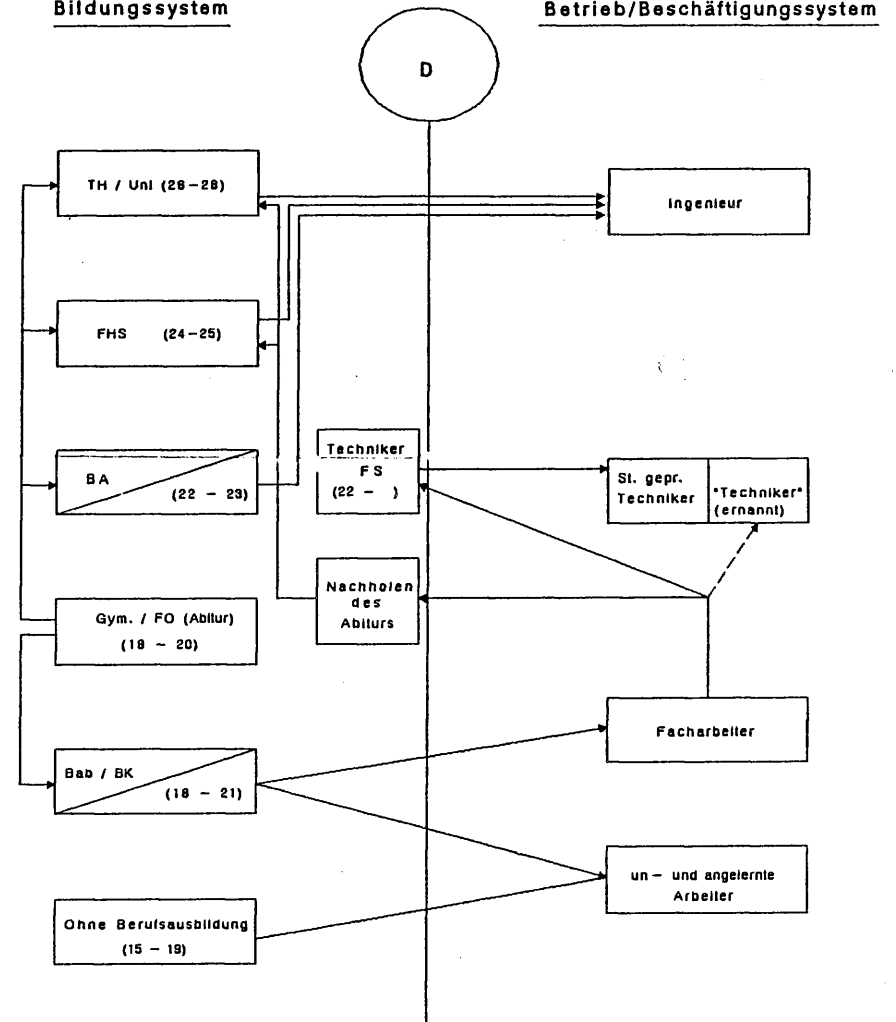 Bildungssystem
Betrieb/Beschäftigungssystem
D
TH / Uni (26-28)
Ingenieur
FHS (24-25)
BA
(22 - 23)
Techniker
FS
(22 - )
St. gepr.
Techniker
"Techniker"
(ernannt)
Nachholen
des
Abiturs
Gym. / FO (Abitur)
(18 - 20)
Facharbeiter
Bab / BK
(18 - 21)
un- und angelernte
Arbeiter
Ohne Berufsausbildung
(15 - 19)